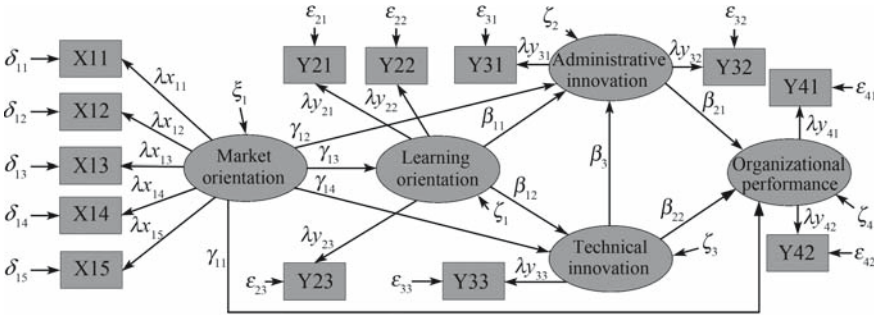 ε₂₁
ε₂₂
ε₃₁
ζ₂
ε₃₂
δ₁₁
X11
λx₁₁
Y21
Y22
Y31
λy₃₁
Administrative
innovation
λy₃₂
Y32
Y41
ε₄₁
δ₁₂
X12
λx₁₂
ξ₁
λy₂₁
λy₂₂
γ₁₂
β₁₁
β₂₁
λy₄₁
δ₁₃
X13
λx₁₃
Market
orientation
γ₁₃
Learning
orientation
β₃
Organizational
performance
δ₁₄
X14
λx₁₄
γ₁₄
β₁₂
ζ₁
β₂₂
λy₄₂
ζ₄
δ₁₅
X15
λx₁₅
γ₁₁
λy₂₃
Technical
innovation
ζ₃
Y42
ε₄₂
ε₂₃
Y23
ε₃₃
Y33
λy₃₃